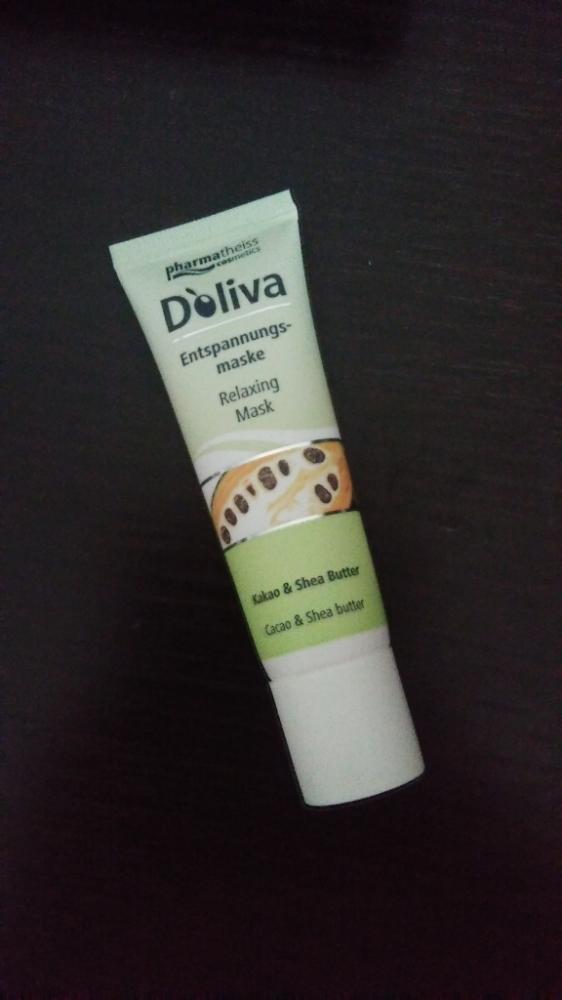 pharmatheiss
cosmetics
D'oliva
Entspannungs-
maske
Relaxing
Mask
Kakao & Shea Butter
Cacao & Shea butter